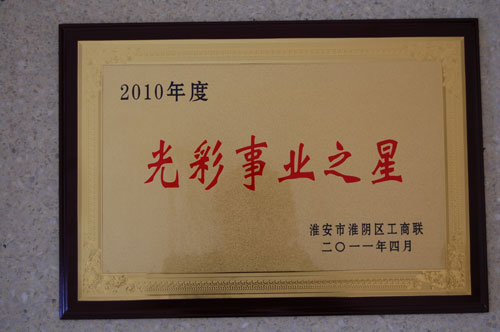 2010年度
光彩事业之星
淮安市淮阴区工商联
二〇一一年四月